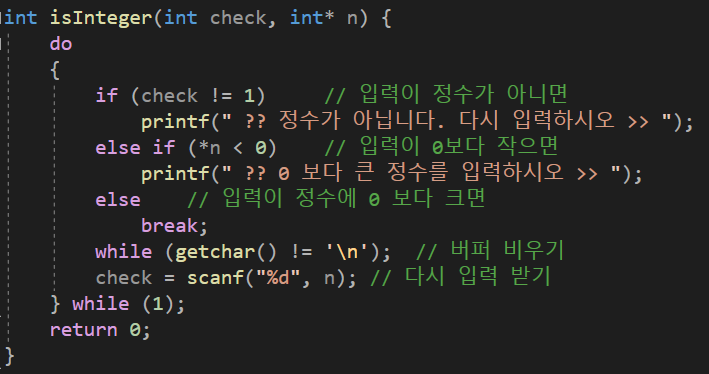 int isInteger(int check, int* n) {
    do
    {
        if (check != 1)     // 입력이 정수가 아니면
            printf(" ?? 정수가 아닙니다. 다시 입력하시오 >> ");
        else if (*n < 0)    // 입력이 0보다 작으면
            printf(" ?? 0 보다 큰 정수를 입력하시오 >> ");
        else    // 입력이 정수에 0 보다 크면
            break;
        while (getchar() != '\n');  // 버퍼 비우기
        check = scanf("%d", n); // 다시 입력 받기
    } while (1);
    return 0;
}